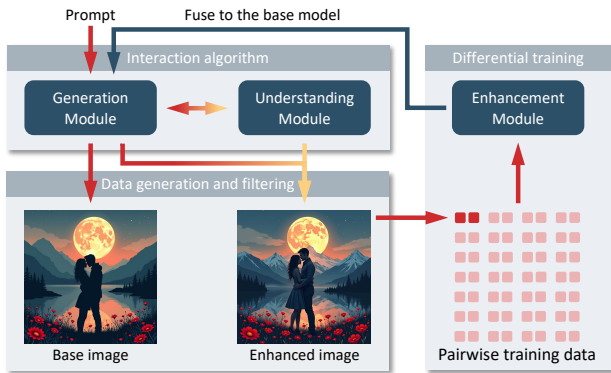 Prompt
Fuse to the base model
Interaction algorithm
Generation
Module
Understanding
Module
Differential training
Enhancement
Module
Data generation and filtering
Base image
Enhanced image
Pairwise training data